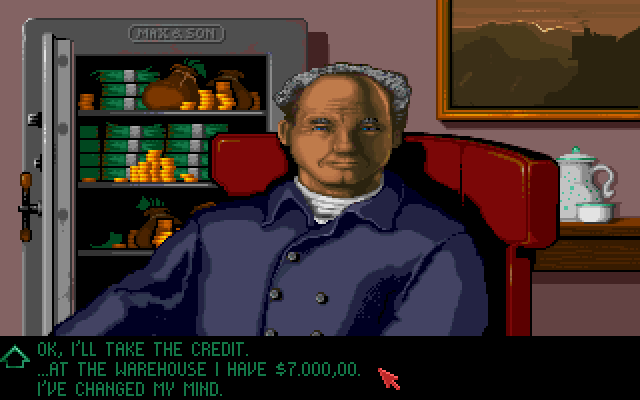 MAX & SON
OK, I'LL TAKE THE CREDIT.
...AT THE WAREHOUSE I HAVE $7.000,00.
I'VE CHANGED MY MIND.